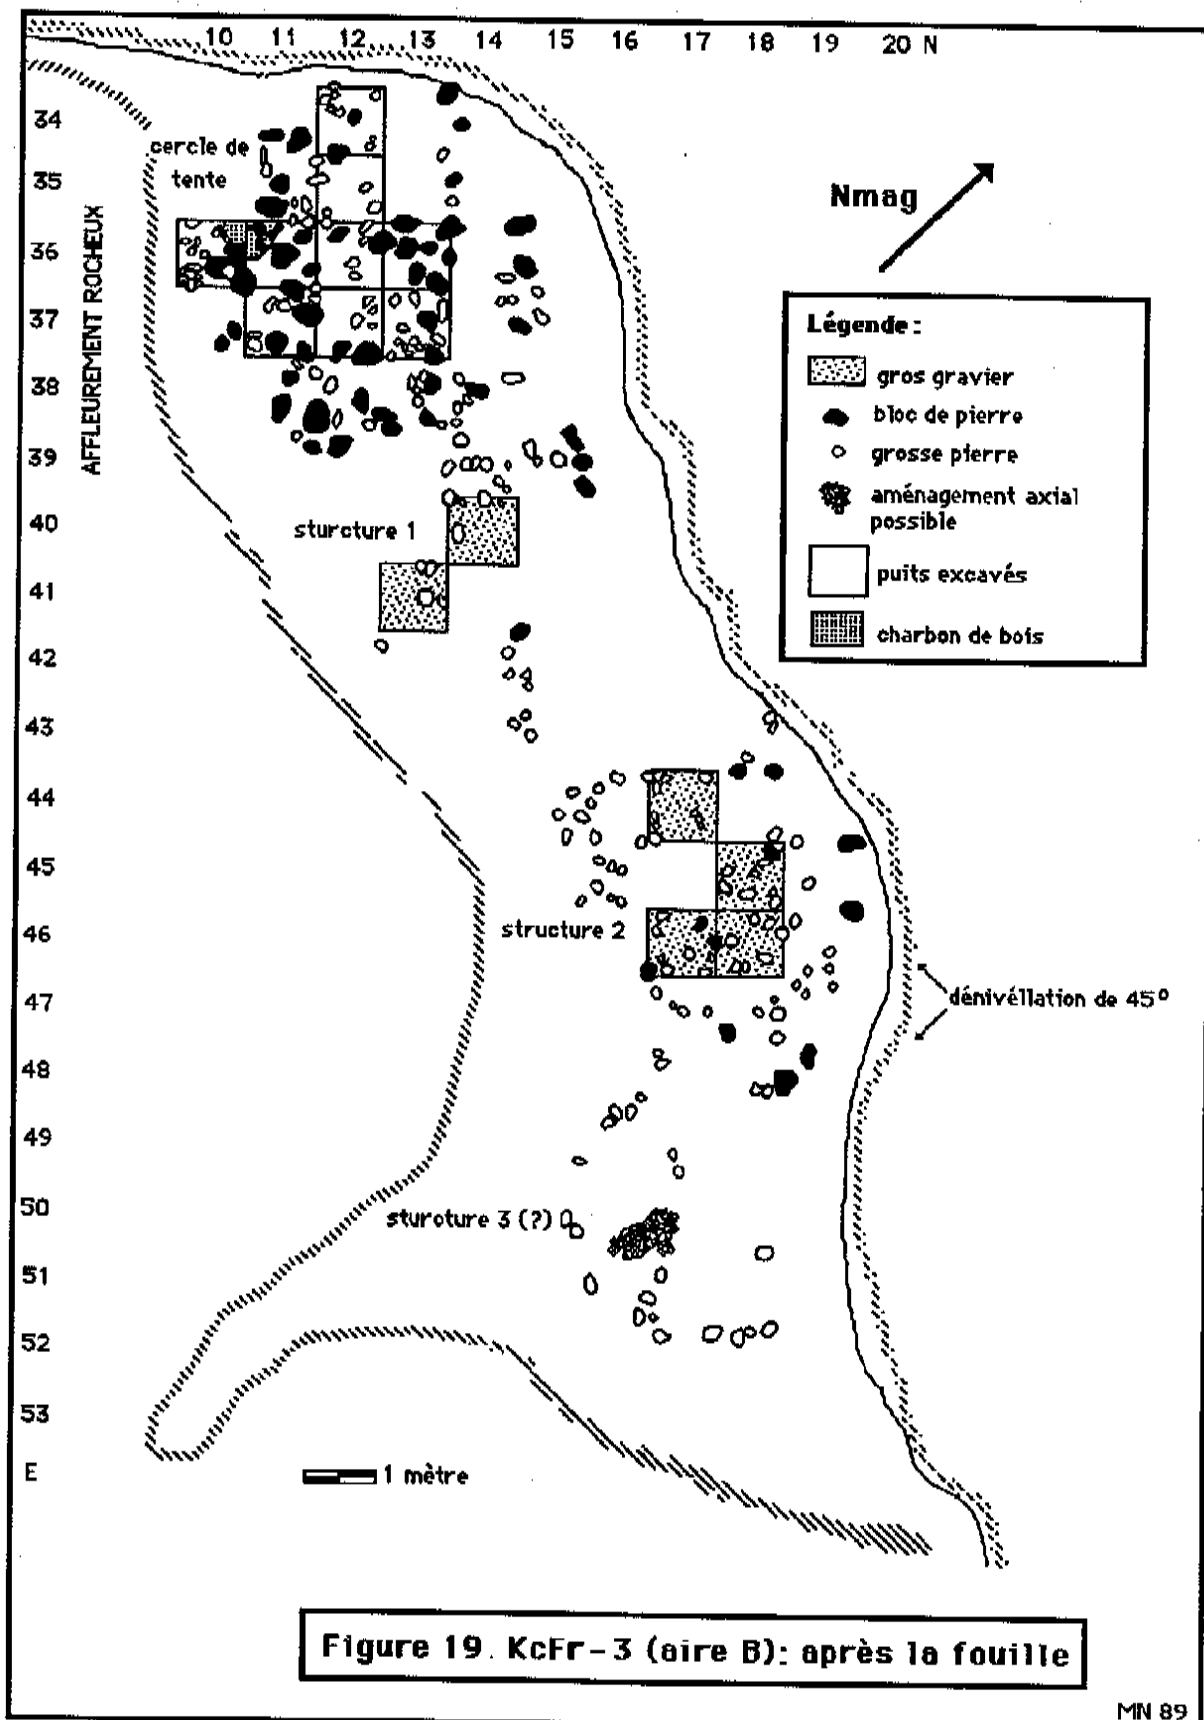 10 11 12 13 14 15 16 17 18 19 20 N
34
cercle de
tente
35
AFFLEUREMENT ROCHEUX
36
37
38
39
40
sturcture 1
41
42
43
44
45
46
structure 2
47
48
49
50
sturoture 3 (?)
51
52
53
E
1 mètre
Nmag
Légende :
gros gravier
bloc de pierre
grosse pierre
aménagement axial
possible
puits excavés
charbon de bois
dénivéllation de 45°
Figure 19. KcFr-3 (aire B): après la fouille
MN 89